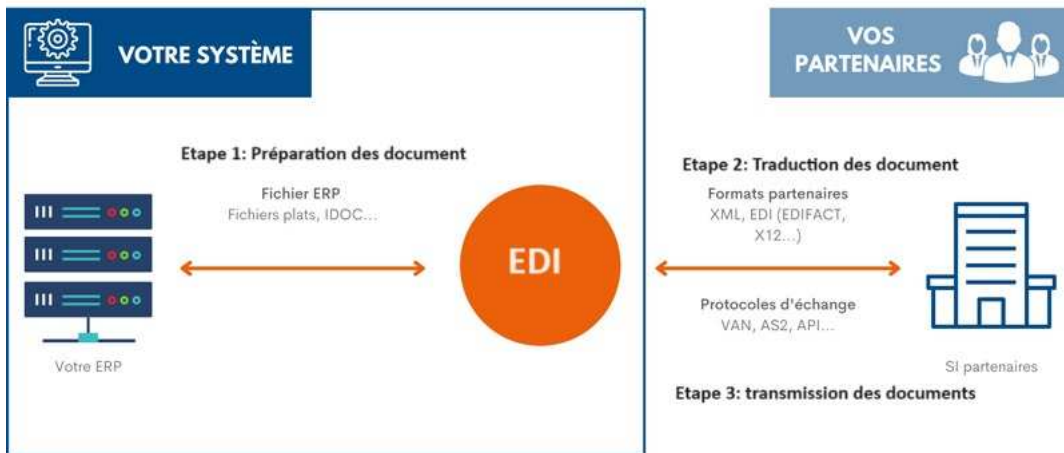 VOTRE SYSTÈME
VOS
PARTENAIRES
Etape 1: Préparation des document
Fichier ERP
Fichiers plats, IDOC...
Votre ERP
EDI
Etape 2: Traduction des document
Formats partenaires
XML, EDI (EDIFACT,
X12...)
Protocoles d'échange
VAN, AS2, API...
SI partenaires
Etape 3: transmission des documents